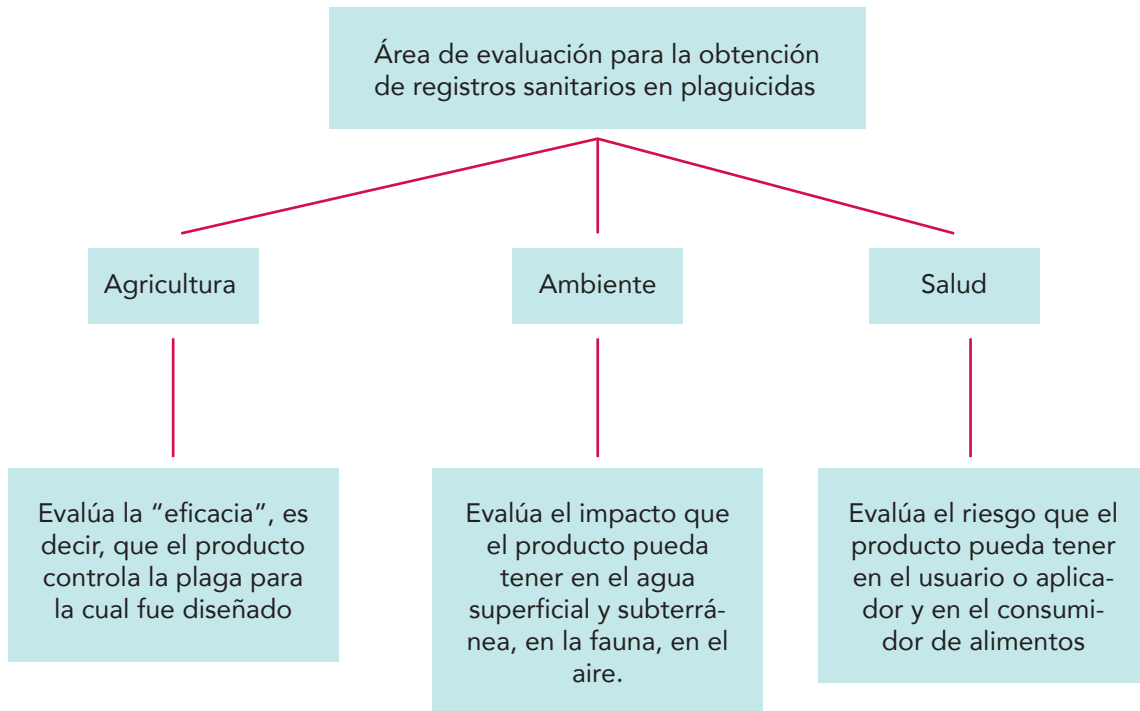 Área de evaluación para la obtención
de registros sanitarios en plaguicidas
Agricultura
Ambiente
Salud
Evalúa la “eficacia”, es
decir, que el producto
controla la plaga para
la cual fue diseñado
Evalúa el impacto que
el producto pueda
tener en el agua
superficial y subterrá-
nea, en la fauna, en el
aire.
Evalúa el riesgo que el
producto pueda tener
en el usuario o aplica-
dor y en el consumi-
dor de alimentos